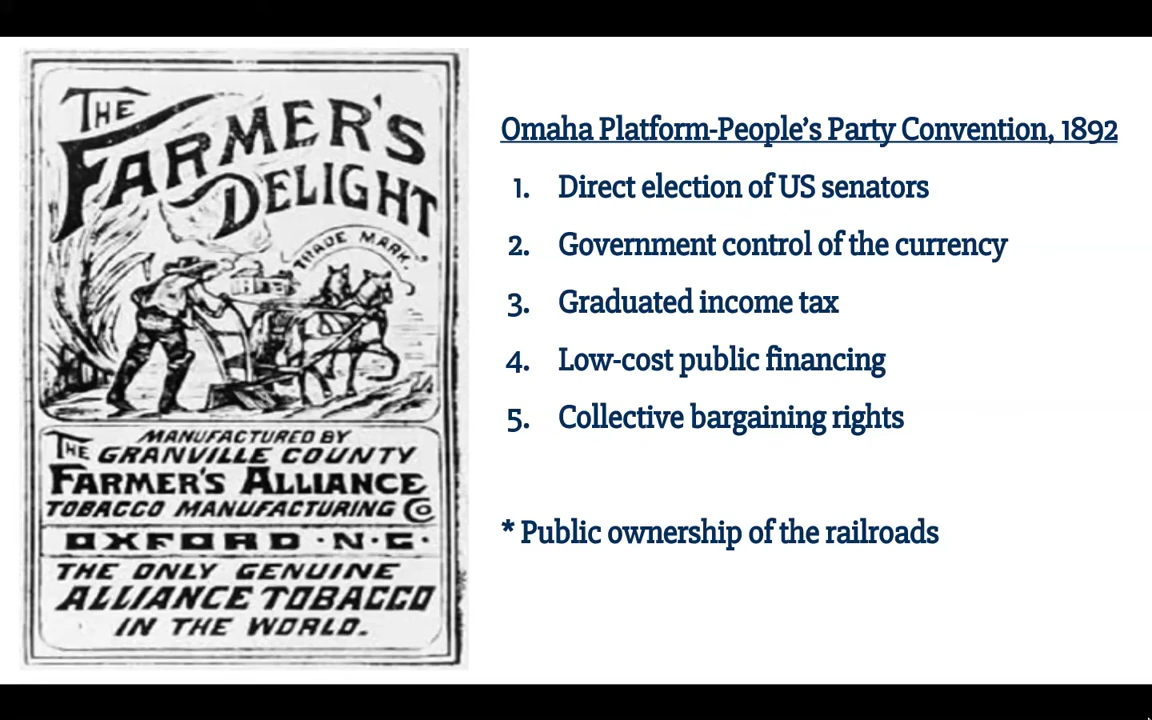 THE
FARMER'S
DELIGHT
TRADE MARK.
MANUFACTURED BY
THE GRANVILLE COUNTY
FARMER'S ALLIANCE
TOBACCO MANUFACTURING CO
OXFORD · N · C ·
THE ONLY GENUINE
ALLIANCE TOBACCO
IN THE WORLD.
Omaha Platform-People's Party Convention, 1892
1. Direct election of US senators
2. Government control of the currency
3. Graduated income tax
4. Low-cost public financing
5. Collective bargaining rights
* Public ownership of the railroads